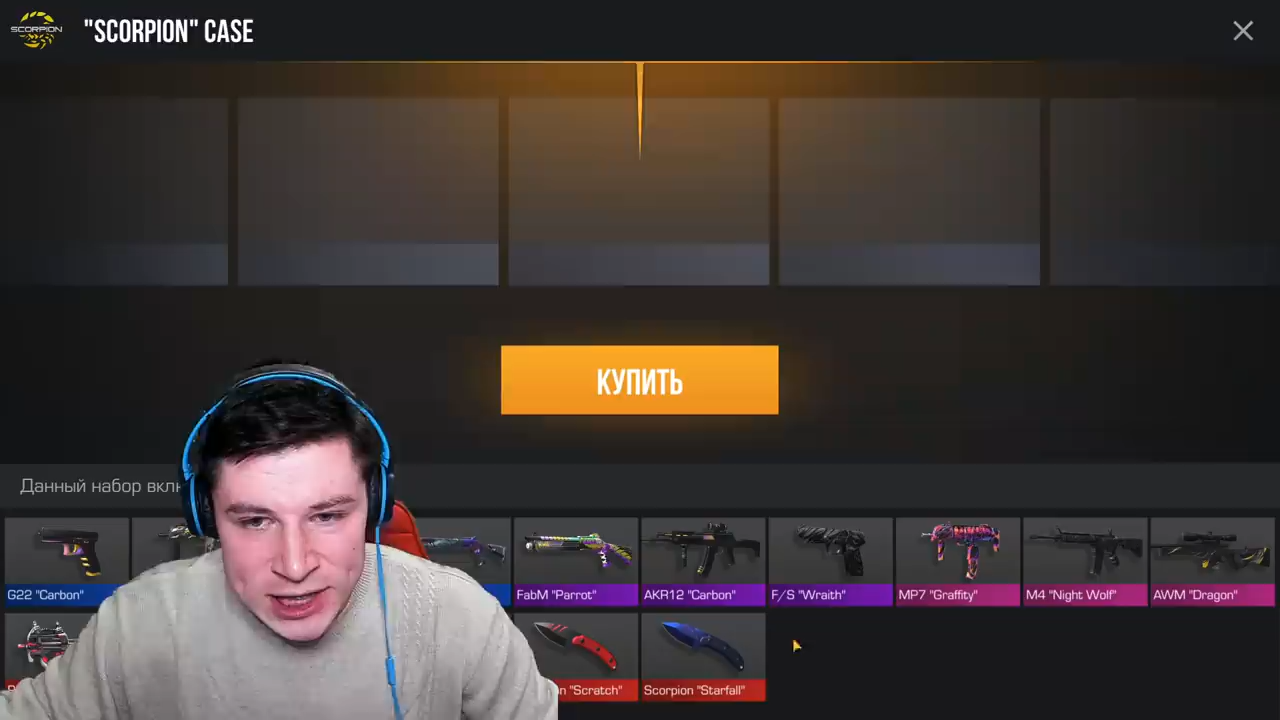 SCORPION
"SCORPION" CASE
КУПИТЬ
Данный набор
G22 "Carbon"
FabM "Parrot"
AKR12 "Carbon"
F/S "Wraith"
MP7 "Graffity"
M4 "Night Wolf"
AWM "Dragon"
"Scratch"
Scorpion "Starfall"